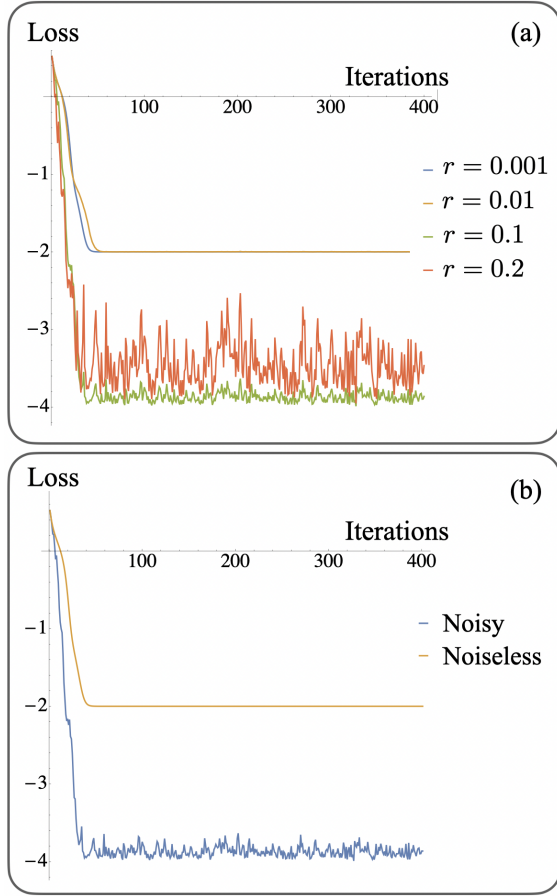 Loss
(a)
Iterations
100
200
300
400
−1
−2
−3
−4
r = 0.001
r = 0.01
r = 0.1
r = 0.2
Loss
(b)
Iterations
100
200
300
400
−1
−2
−3
−4
Noisy
Noiseless